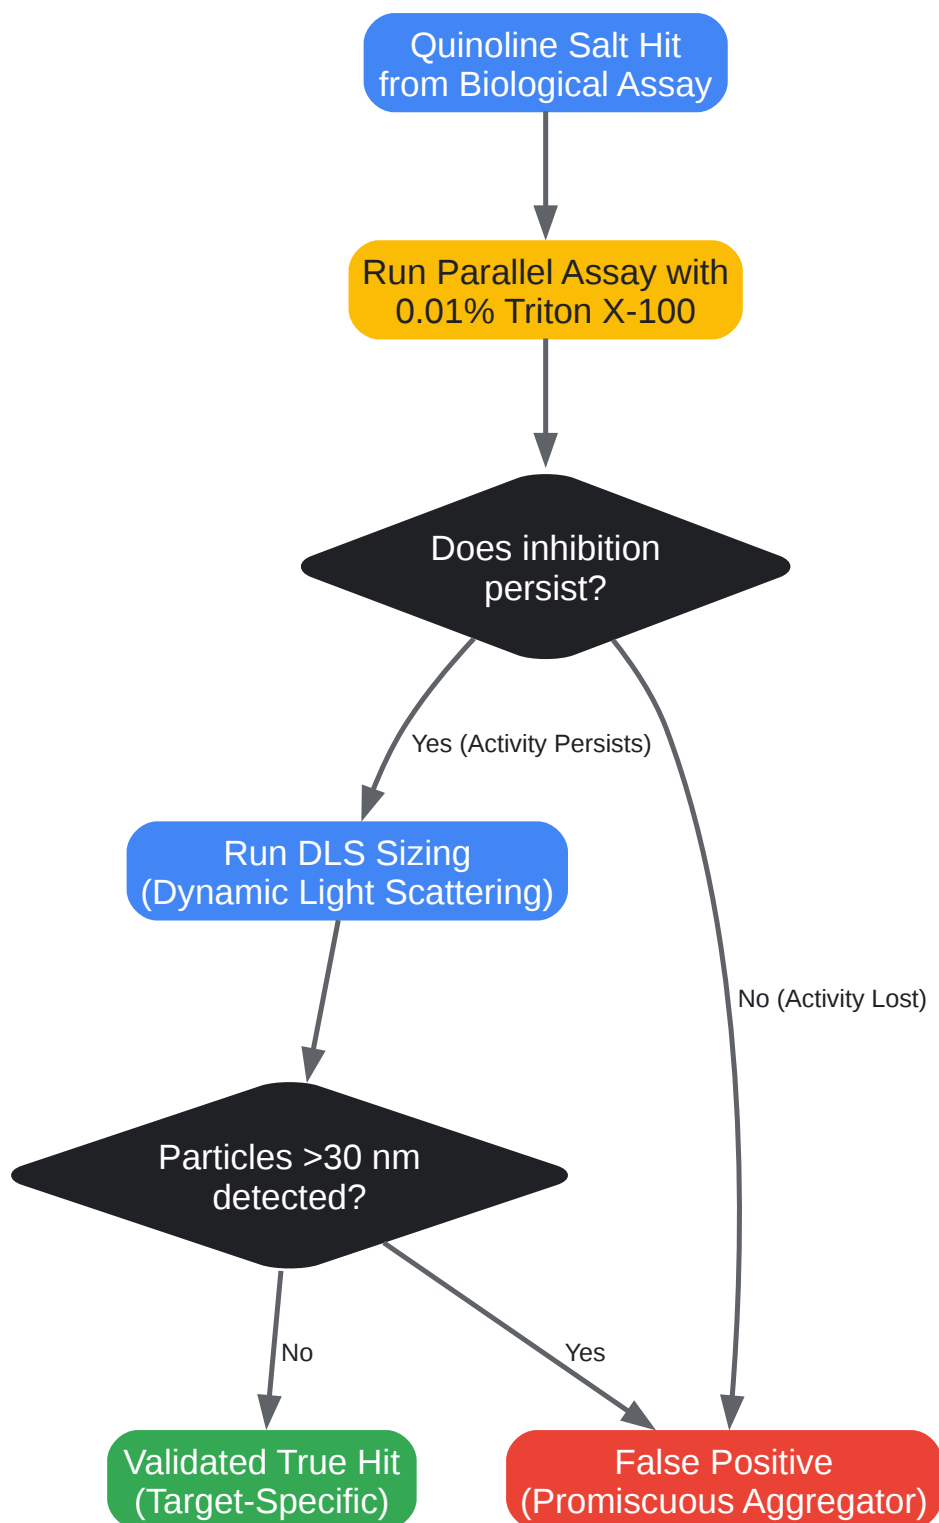 Quinoline Salt Hit
from Biological Assay
Run Parallel Assay with
0.01% Triton X-100
Does inhibition
persist?
Yes (Activity Persists)
Run DLS Sizing
(Dynamic Light Scattering)
No (Activity Lost)
Particles >30 nm
detected?
No
Yes
Validated True Hit
(Target-Specific)
False Positive
(Promiscuous Aggregator)